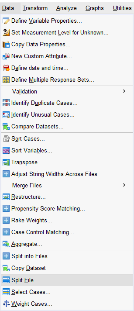 Data Transform Analyze Graphs Utilities
Define Variable Properties...
Set Measurement Level for Unknown...
Copy Data Properties...
New Custom Attribute...
Define date and time...
Define Multiple Response Sets...
Validation
Identify Duplicate Cases...
Identify Unusual Cases...
Compare Datasets...
Sort Cases...
Sort Variables...
Transpose...
Adjust String Widths Across Files
Merge Files
Restructure...
Propensity Score Matching...
Rake Weights...
Case Control Matching
Aggregate...
Split into Files
Copy Dataset
Split File...
Select Cases...
Weight Cases...